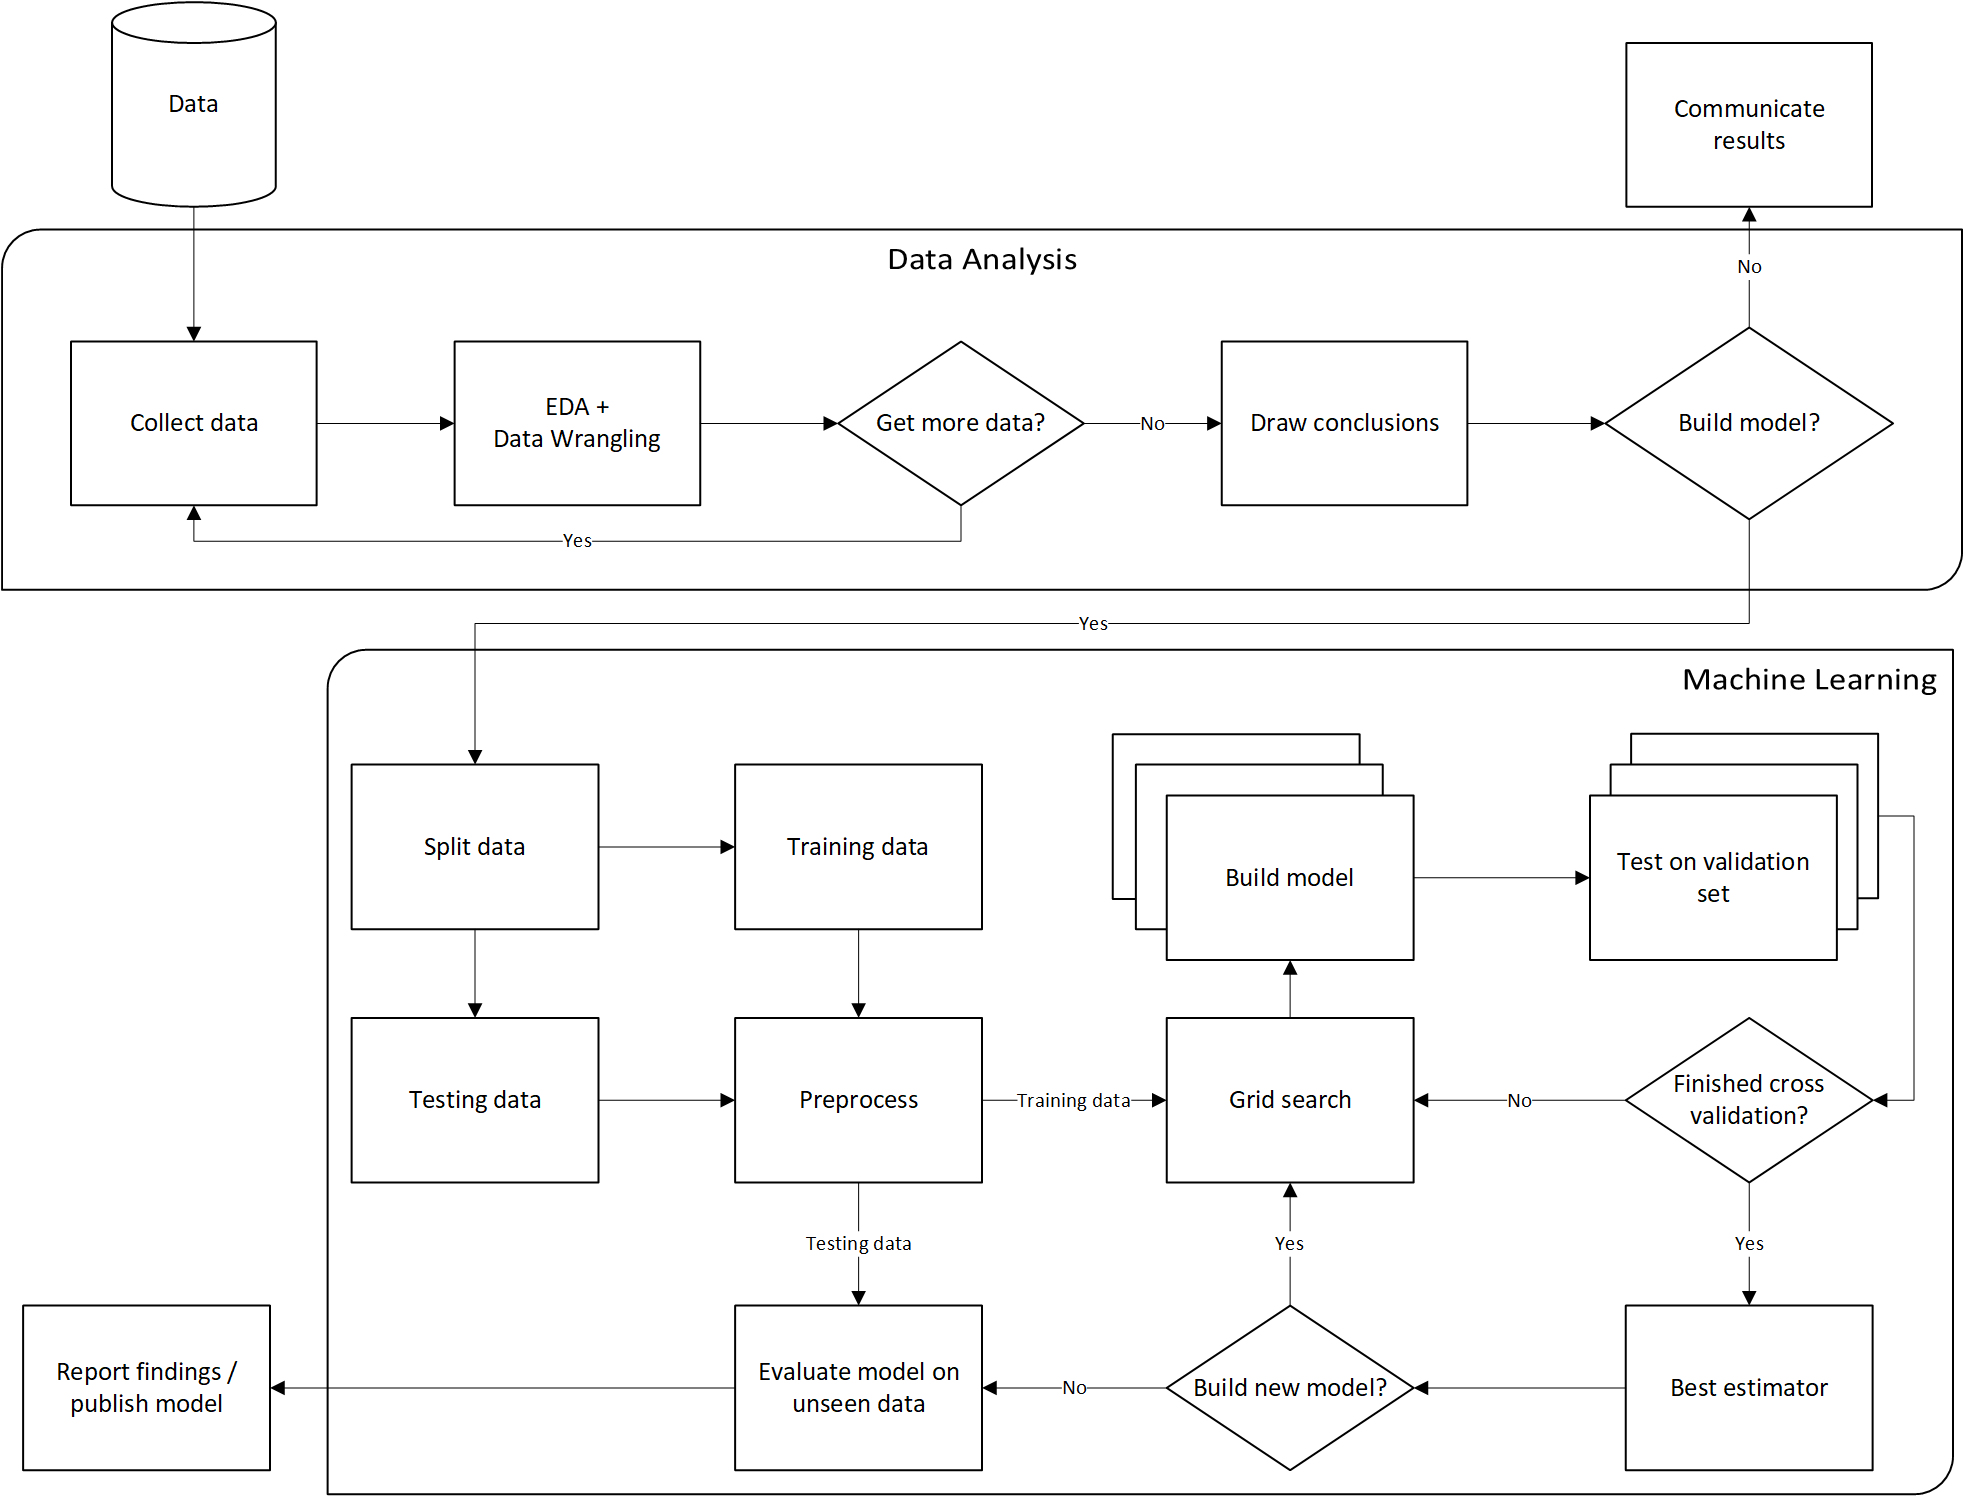 Data
Communicate
results
Data Analysis
No
Collect data
EDA +
Data Wrangling
Get more data?
No
Draw conclusions
Build model?
Yes
Yes
Machine Learning
Split data
Training data
Build model
Test on validation
set
Testing data
Preprocess
Training data
Grid search
No
Finished cross
validation?
Testing data
Yes
Yes
Report findings /
publish model
Evaluate model on
unseen data
No
Build new model?
Best estimator